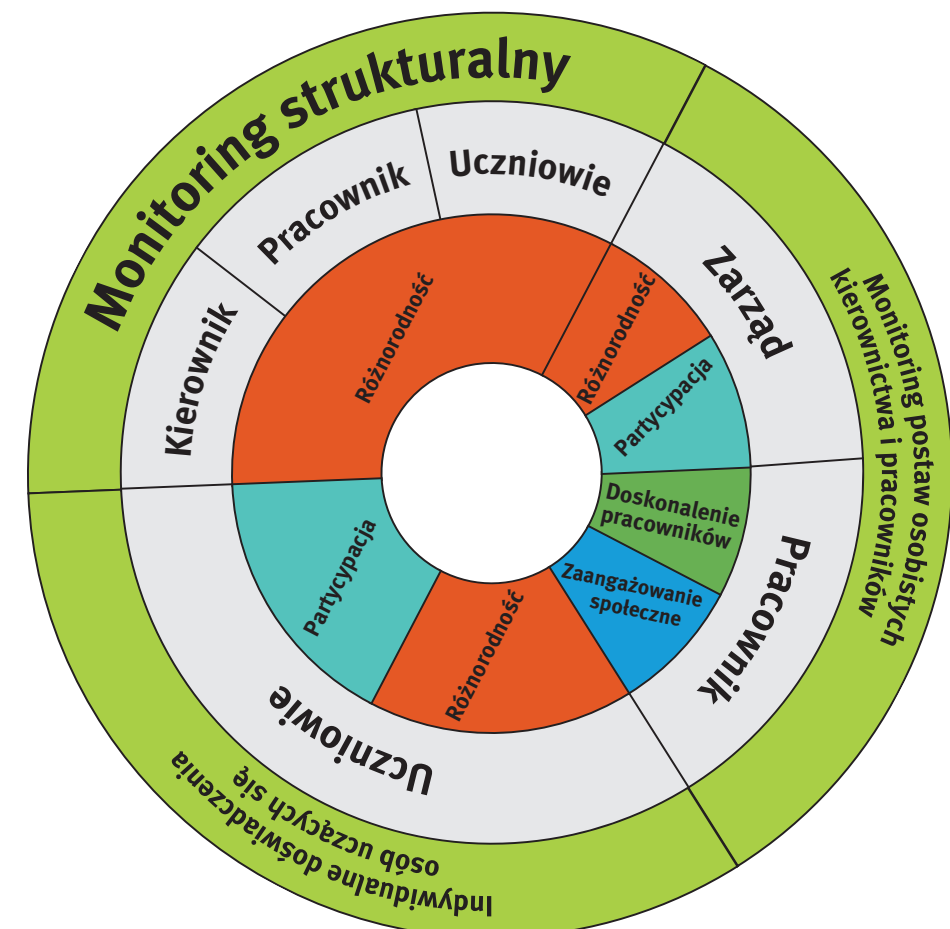 Monitoring strukturalny
Kierownik
Pracownik
Uczniowie
Różnorodność
Monitoring postaw osobistych
kierownictwa i pracowników
Zarząd
Różnorodność
Partycypacja
Pracownik
Doskonalenie
pracowników
Zaangażowanie
społeczne
Indywidualne doświadczenia
osób uczących się
Uczniowie
Różnorodność
Partycypacja